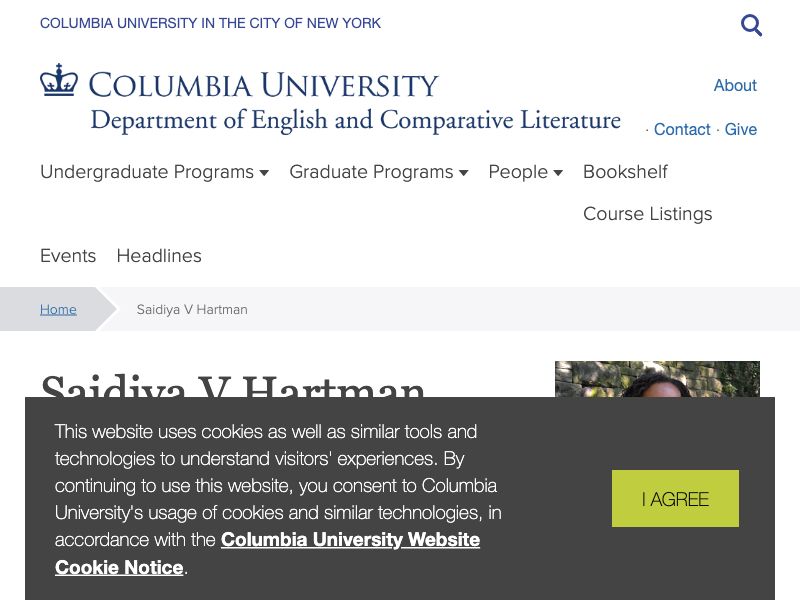 COLUMBIA UNIVERSITY IN THE CITY OF NEW YORK
COLUMBIA UNIVERSITY
Department of English and Comparative Literature
About
· Contact · Give
Undergraduate Programs
Graduate Programs
People
Bookshelf
Course Listings
Events
Headlines
Home
Saidiya V Hartman
Saidiya V Hartman
This website uses cookies as well as similar tools and
technologies to understand visitors' experiences. By
continuing to use this website, you consent to Columbia
University's usage of cookies and similar technologies, in
accordance with the Columbia University Website
Cookie Notice.
I AGREE